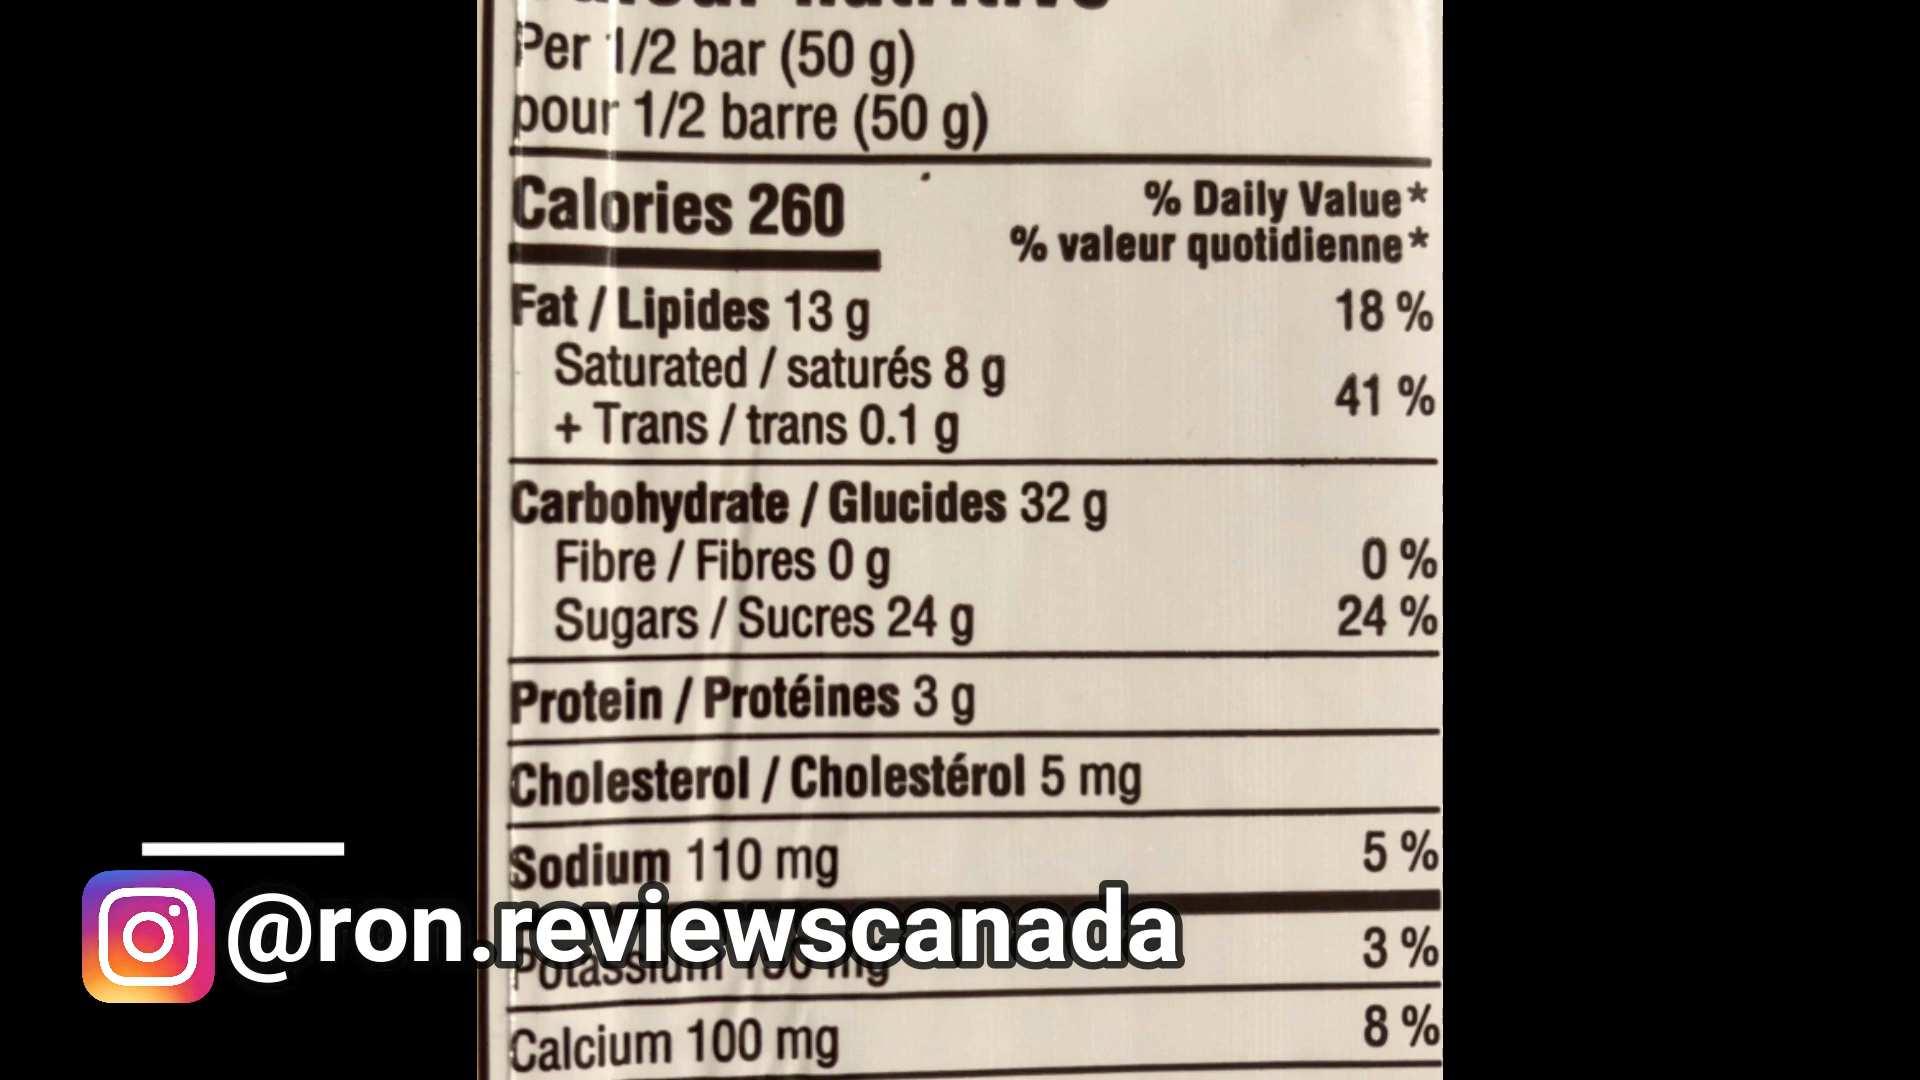 Per 1/2 bar (50 g)
pour 1/2 barre (50 g)
Calories 260
% Daily Value*
% valeur quotidienne*
Fat / Lipides 13 g 18 %
Saturated / saturés 8 g
+ Trans / trans 0.1 g
41 %
Carbohydrate / Glucides 32 g
Fibre / Fibres 0 g 0 %
Sugars / Sucres 24 g 24 %
Protein / Protéines 3 g
Cholesterol / Cholestérol 5 mg
Sodium 110 mg 5 %
@ron.reviewscanada
Potassium mg 3 %
Calcium 100 mg 8 %